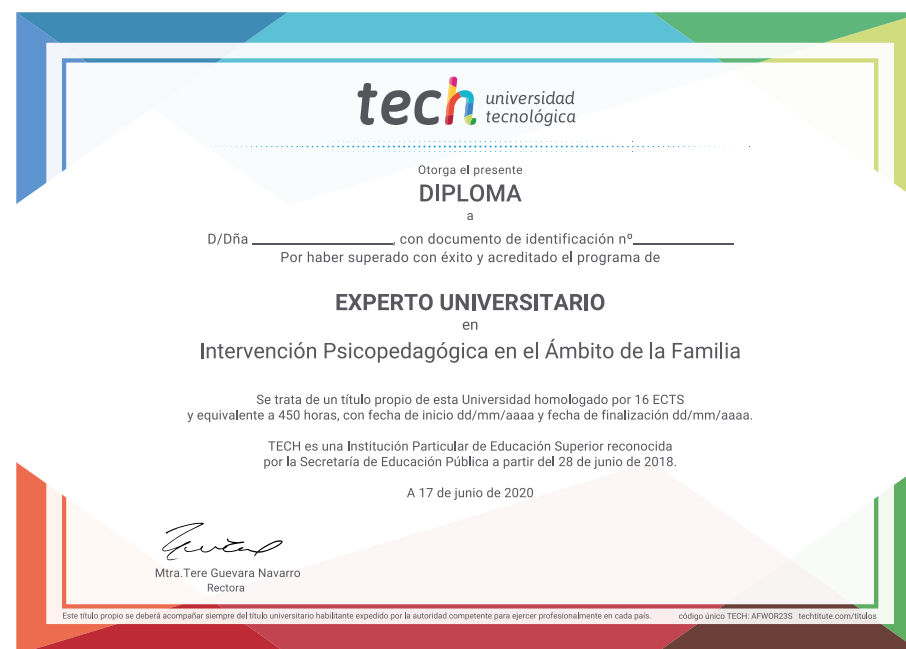 tech universidad
tecnológica
Otorga el presente
DIPLOMA
a
D/Dña ____________________, con documento de identificación nº______________
Por haber superado con éxito y acreditado el programa de
EXPERTO UNIVERSITARIO
en
Intervención Psicopedagógica en el Ámbito de la Familia
Se trata de un título propio de esta Universidad homologado por 16 ECTS
y equivalente a 450 horas, con fecha de inicio dd/mm/aaaa y fecha de finalización dd/mm/aaaa.
TECH es una Institución Particular de Educación Superior reconocida
por la Secretaría de Educación Pública a partir del 28 de junio de 2018.
A 17 de junio de 2020
Mtra.Tere Guevara Navarro
Rectora
Este título propio se deberá acompañar siempre del título universitario habilitante expedido por la autoridad competente para ejercer profesionalmente en cada país. código único TECH: AFWOR23S techtitute.com/titulos